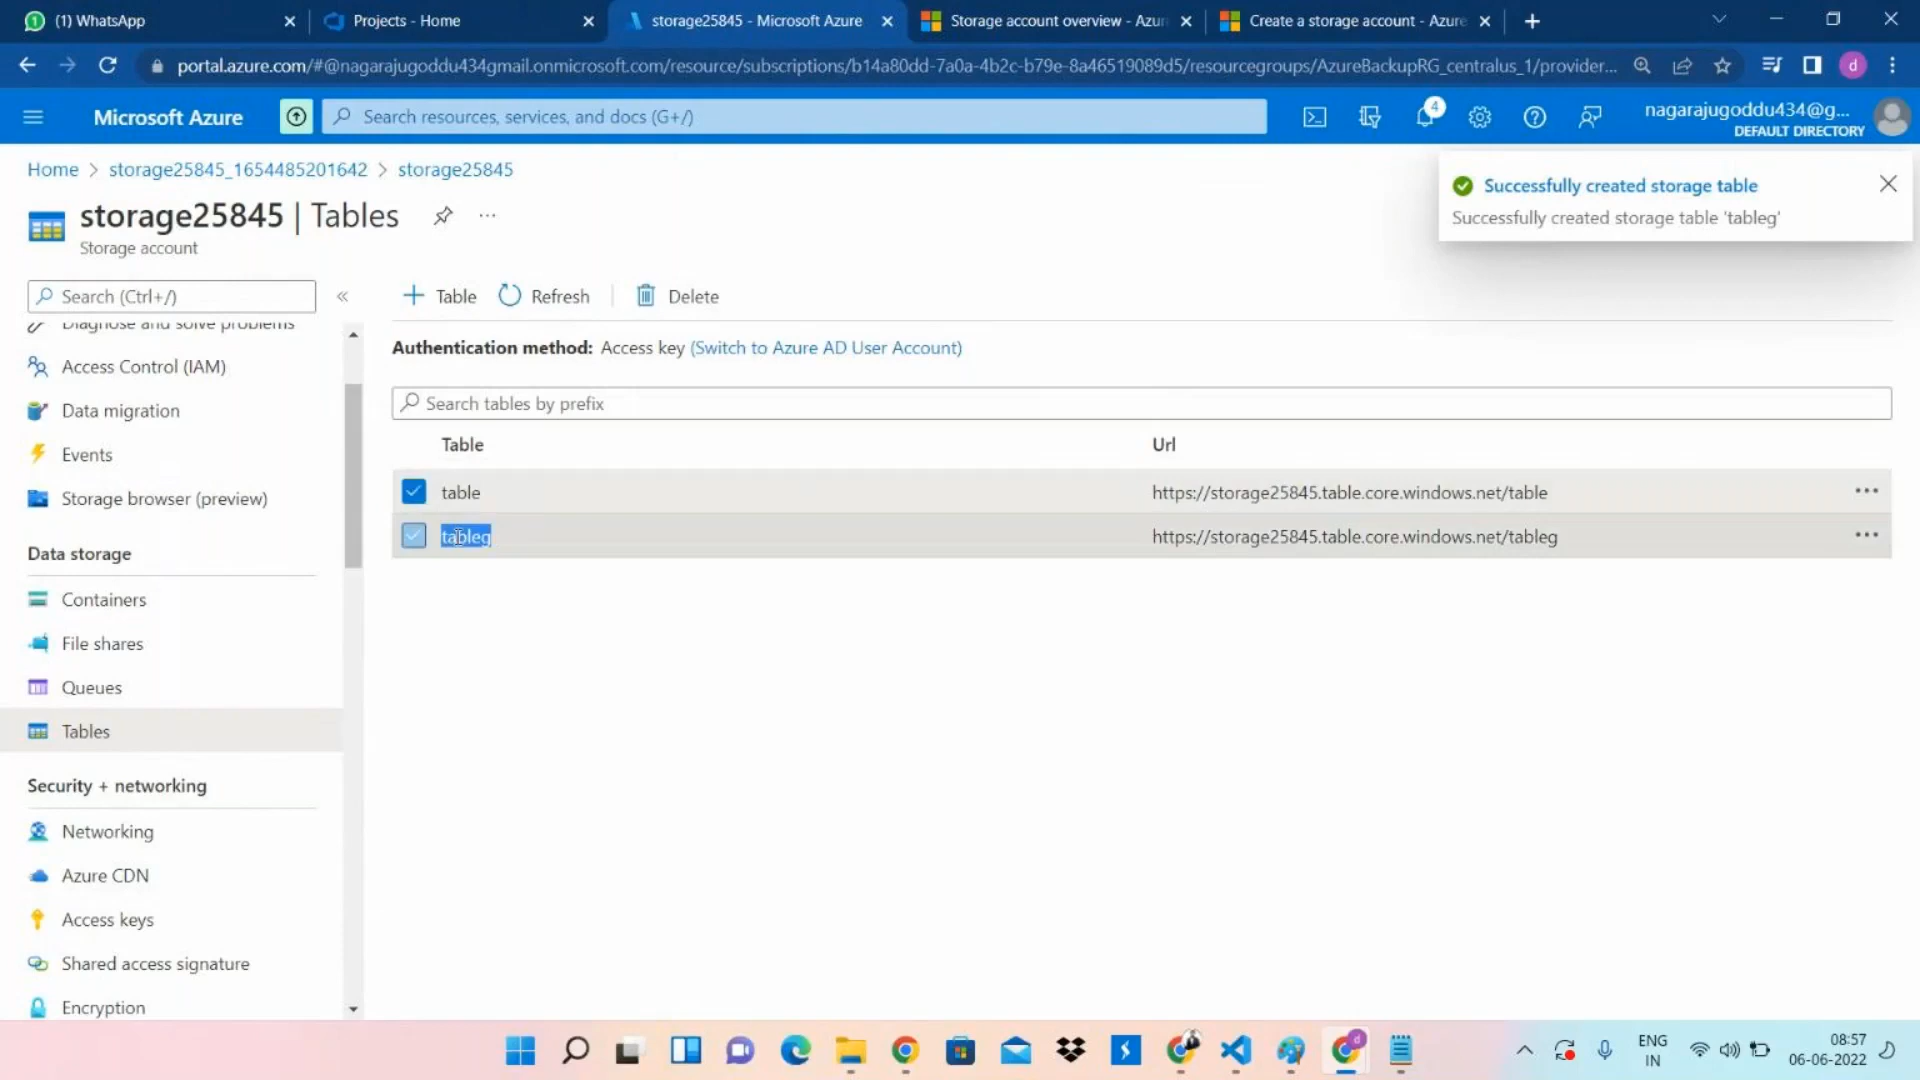 (1) WhatsApp
Projects - Home
storage25845 - Microsoft Azure
Storage account overview - Azur
Create a storage account - Azure
portal.azure.com/#@nagarajugoddu434gmail.onmicrosoft.com/resource/subscriptions/b14a80dd-7a0a-4b2c-b79e-8a46519089d5/resourcegroups/AzureBackupRG_centralus_1/provider...
d
Microsoft Azure
Search resources, services, and docs (G+/)
4
nagarajugoddu434@g...
DEFAULT DIRECTORY
Home > storage25845_1654485201642 > storage25845
storage25845 | Tables
...
Storage account
Successfully created storage table
Successfully created storage table 'tableg'
Search (Ctrl+/)
«
Diagnose and solve problems
Access Control (IAM)
Data migration
Events
Storage browser (preview)
Data storage
Containers
File shares
Queues
Tables
Security + networking
Networking
Azure CDN
Access keys
Shared access signature
Encryption
+ Table
Refresh
Delete
Authentication method: Access key (Switch to Azure AD User Account)
Search tables by prefix
Table
Url
table
https://storage25845.table.core.windows.net/table
tableg
https://storage25845.table.core.windows.net/tableg
ENG
IN
08:57
06-06-2022